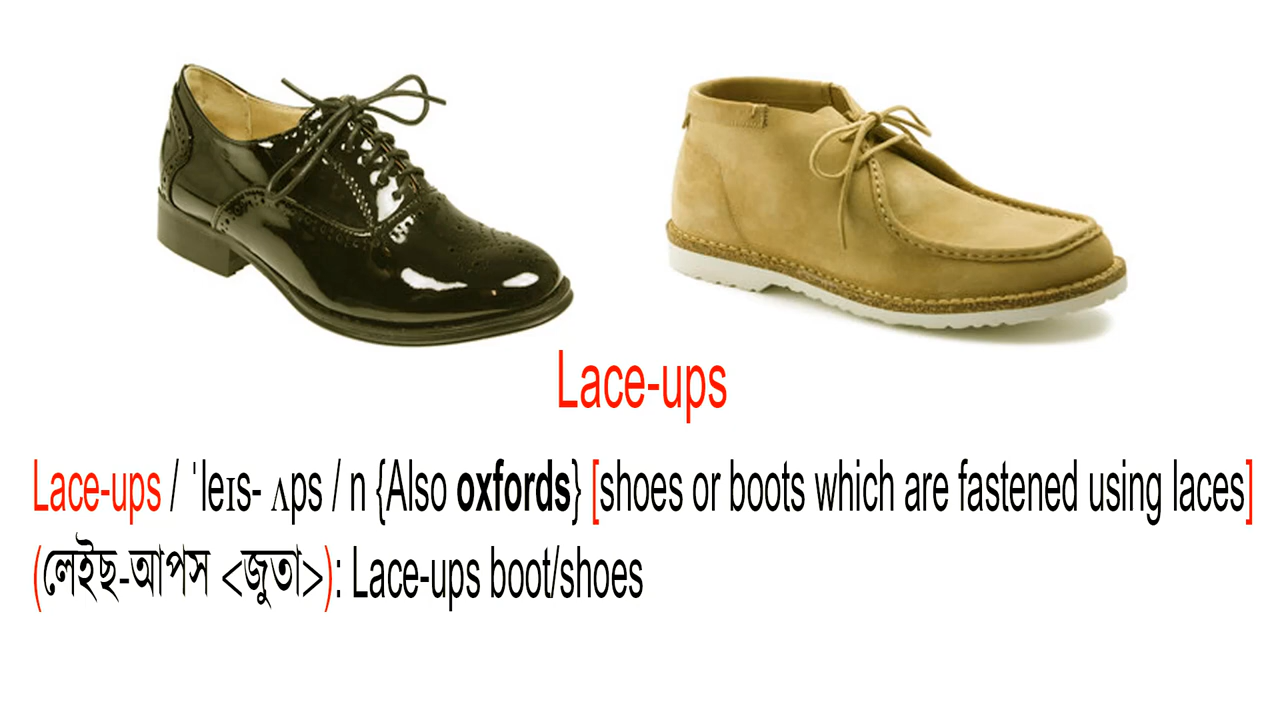 Lace-ups
Lace-ups / ˈleɪs- ʌps / n {Also oxfords} [shoes or boots which are fastened using laces]
(লেইছ-আপস <জুতা>): Lace-ups boot/shoes